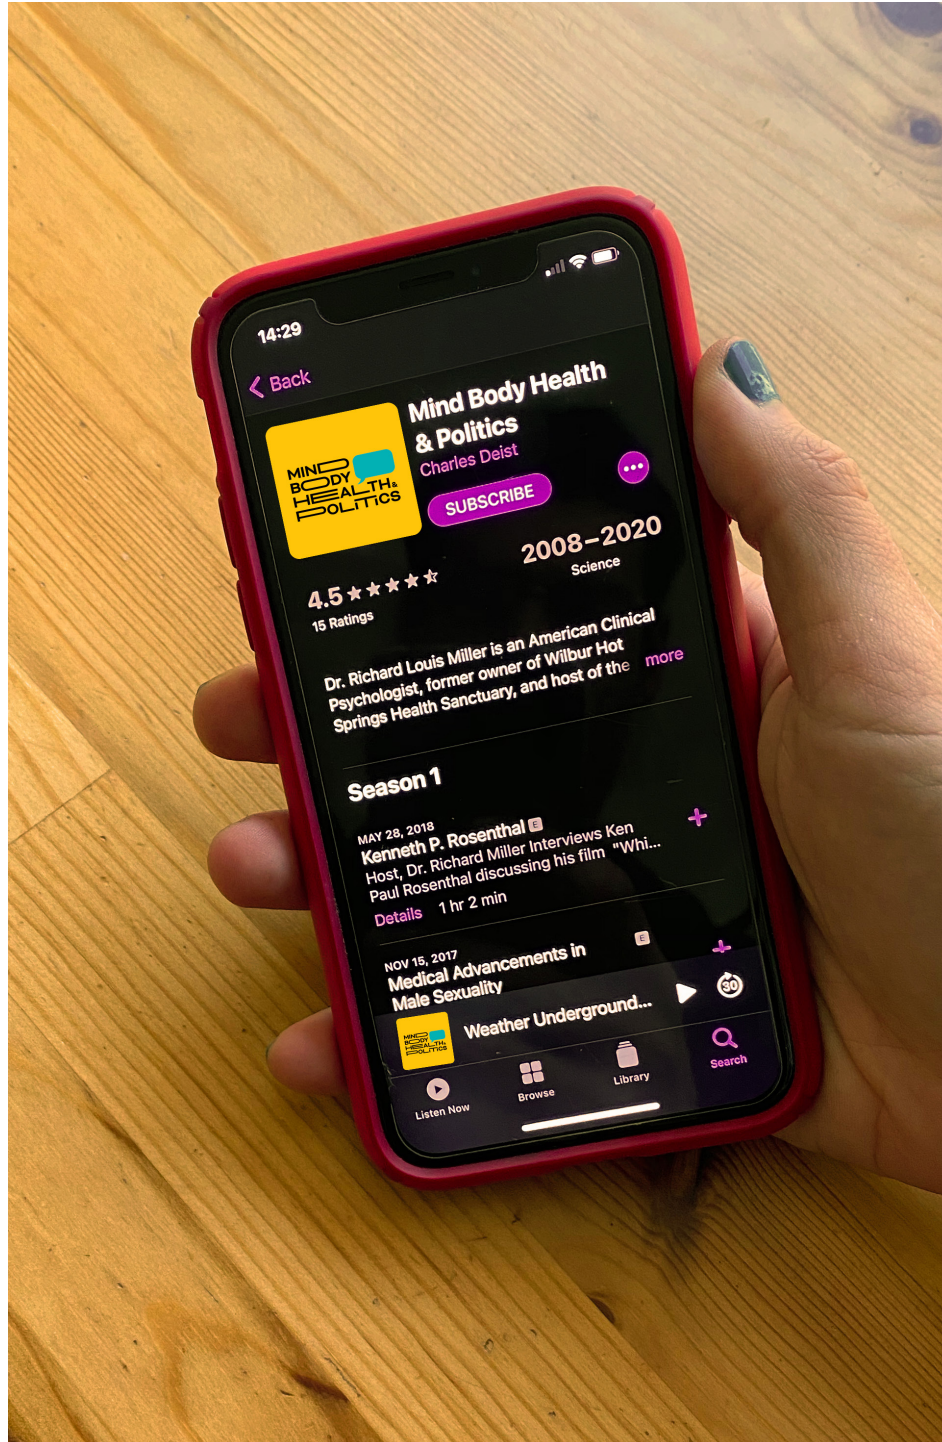 14:29
Back
Mind Body Health
& Politics
Charles Deist
SUBSCRIBE
MIND
BODY
HEALTH&
POLITICS
4.5
15 Ratings
2008–2020
Science
Dr. Richard Louis Miller is an American Clinical
Psychologist, former owner of Wilbur Hot
Springs Health Sanctuary, and host of the more
Season 1
MAY 28, 2018
Kenneth P. Rosenthal E
Host, Dr. Richard Miller Interviews Ken
Paul Rosenthal discussing his film "Whi...
Details 1 hr 2 min
NOV 15, 2017
Medical Advancements in E
Male Sexuality
MIND
BODY
HEALTH&
POLITICS
Weather Underground...
30
Listen Now
Browse
Library
Search